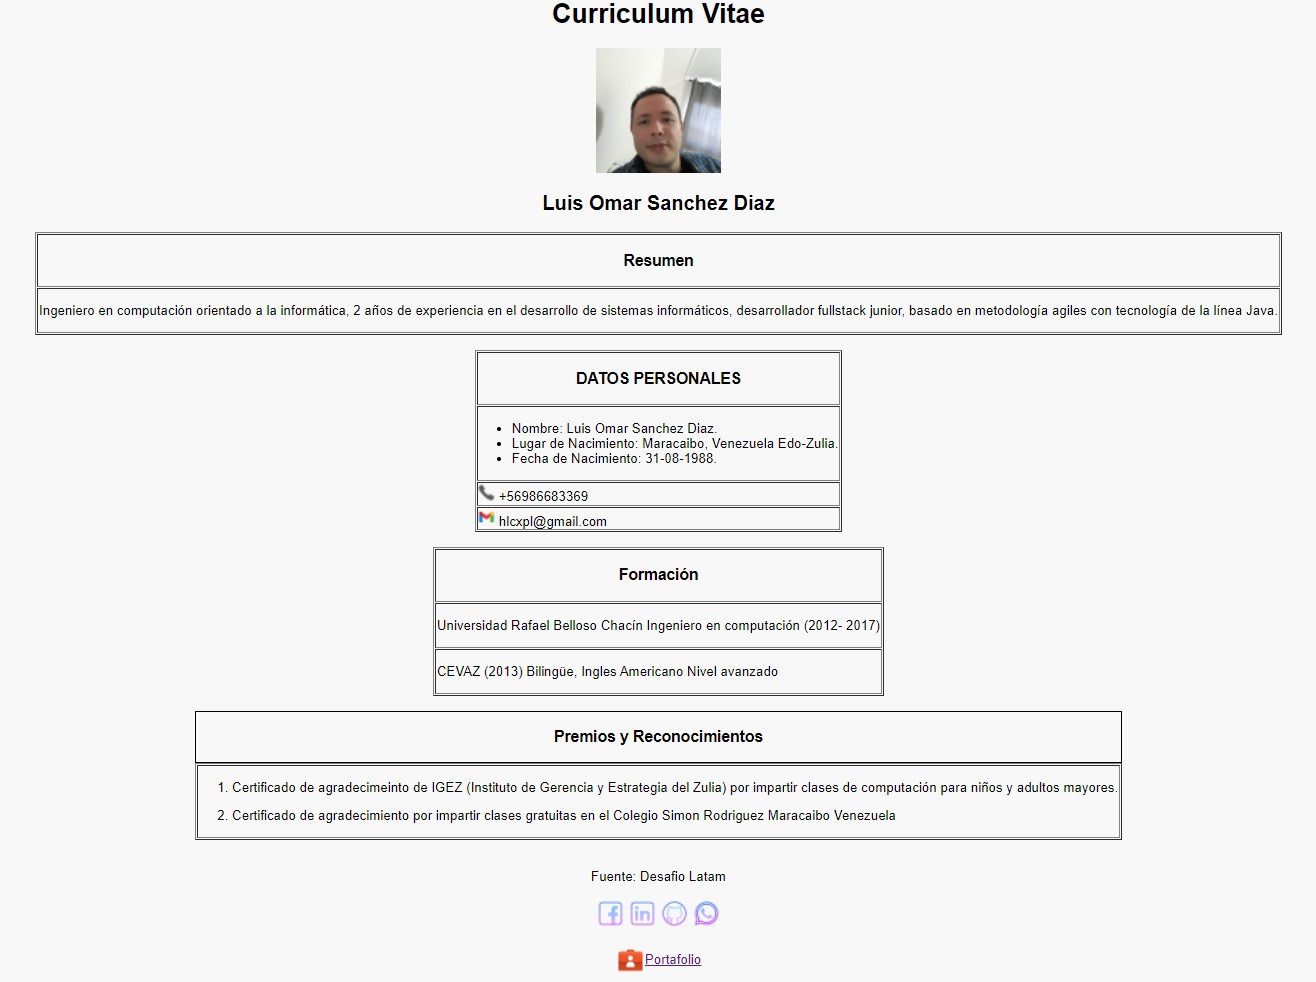 Curriculum Vitae
Luis Omar Sanchez Diaz
Resumen
Ingeniero en computación orientado a la informática, 2 años de experiencia en el desarrollo de sistemas informáticos, desarrollador fullstack junior, basado en metodología agiles con tecnología de la línea Java.
DATOS PERSONALES
• Nombre: Luis Omar Sanchez Diaz.
• Lugar de Nacimiento: Maracaibo, Venezuela Edo-Zulia.
• Fecha de Nacimiento: 31-08-1988.
+56986683369
hlcxpl@gmail.com
Formación
Universidad Rafael Belloso Chacín Ingeniero en computación (2012- 2017)
CEVAZ (2013) Bilingüe, Ingles Americano Nivel avanzado
Premios y Reconocimientos
1. Certificado de agradecimeinto de IGEZ (Instituto de Gerencia y Estrategia del Zulia) por impartir clases de computación para niños y adultos mayores.
2. Certificado de agradecimiento por impartir clases gratuitas en el Colegio Simon Rodriguez Maracaibo Venezuela
Fuente: Desafio Latam
Portafolio